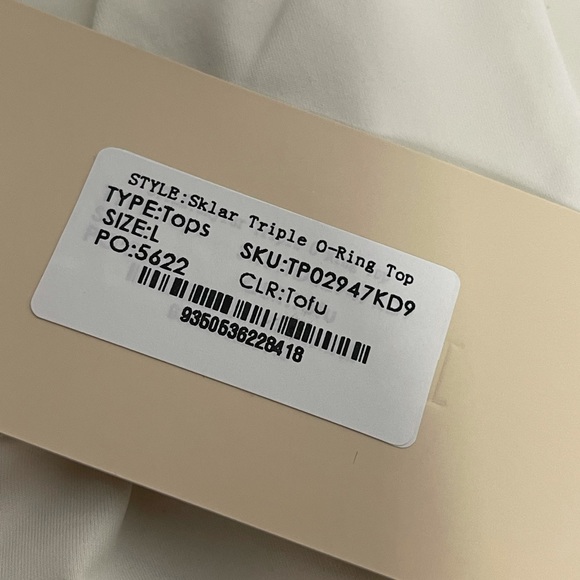 STYLE:Sklar Triple O-Ring Top
TYPE:Tops SKU:TP02947KD9
SIZE:L CLR:Tofu
PO:5622
9350536228418